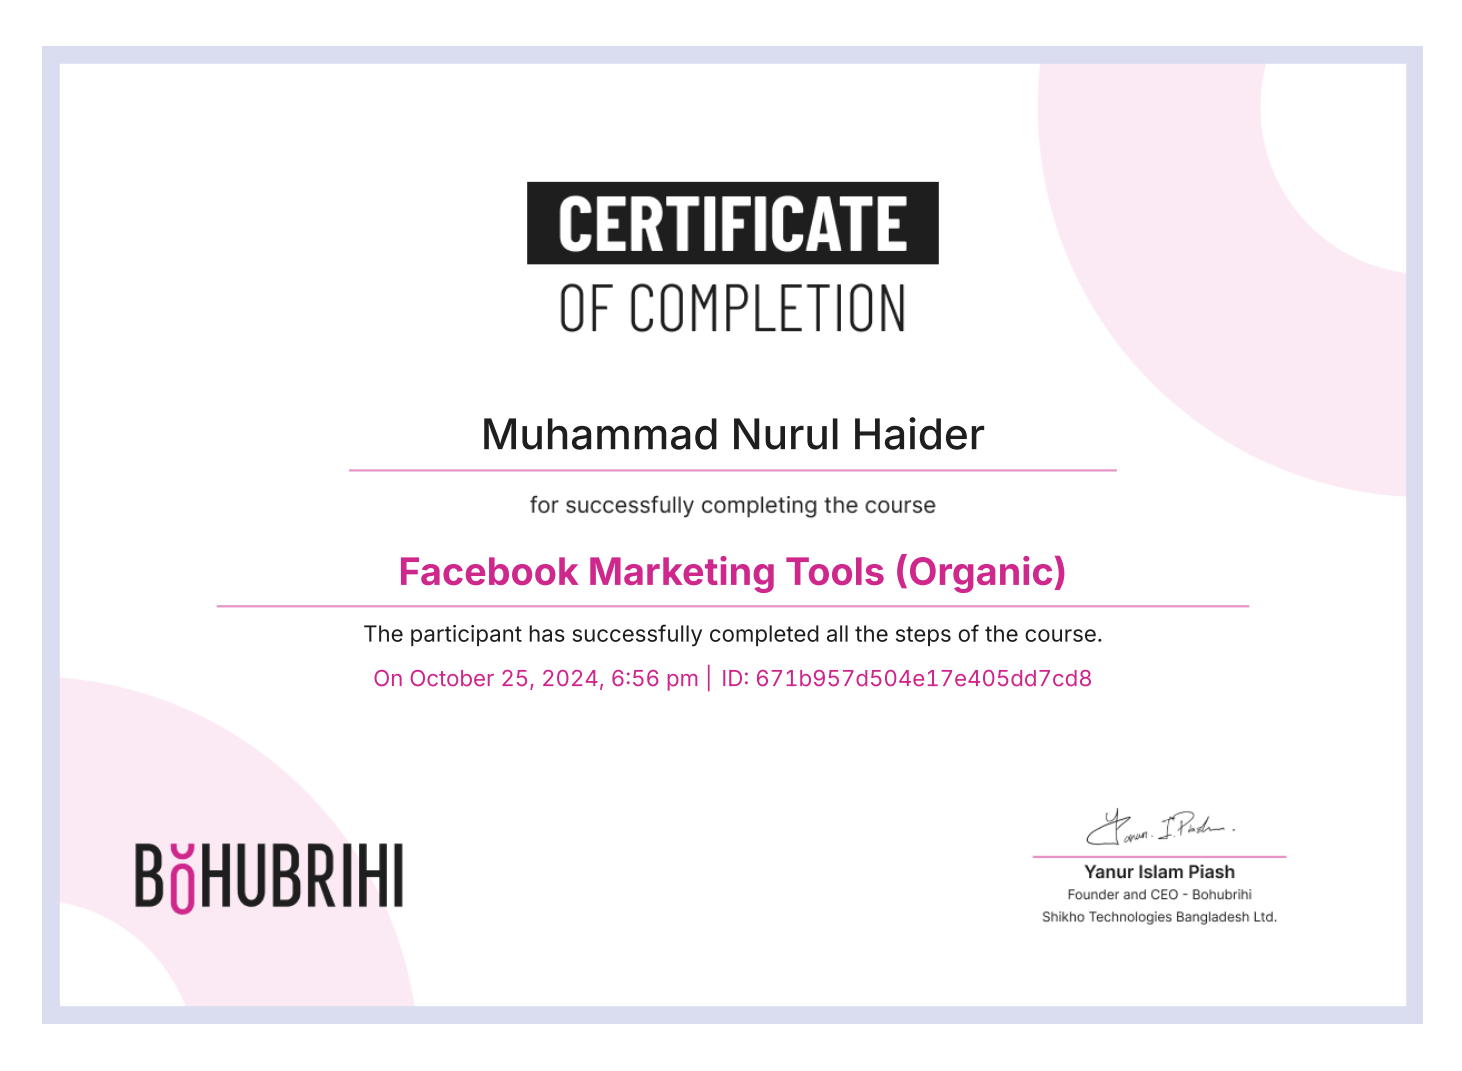 CERTIFICATE
OF COMPLETION
Muhammad Nurul Haider
for successfully completing the course
Facebook Marketing Tools (Organic)
The participant has successfully completed all the steps of the course.
On October 25, 2024, 6:56 pm | ID: 671b957d504e17e405dd7cd8
BOHUBRIHI
Yanur. I. Piash.
Yanur Islam Piash
Founder and CEO - Bohubrihi
Shikho Technologies Bangladesh Ltd.